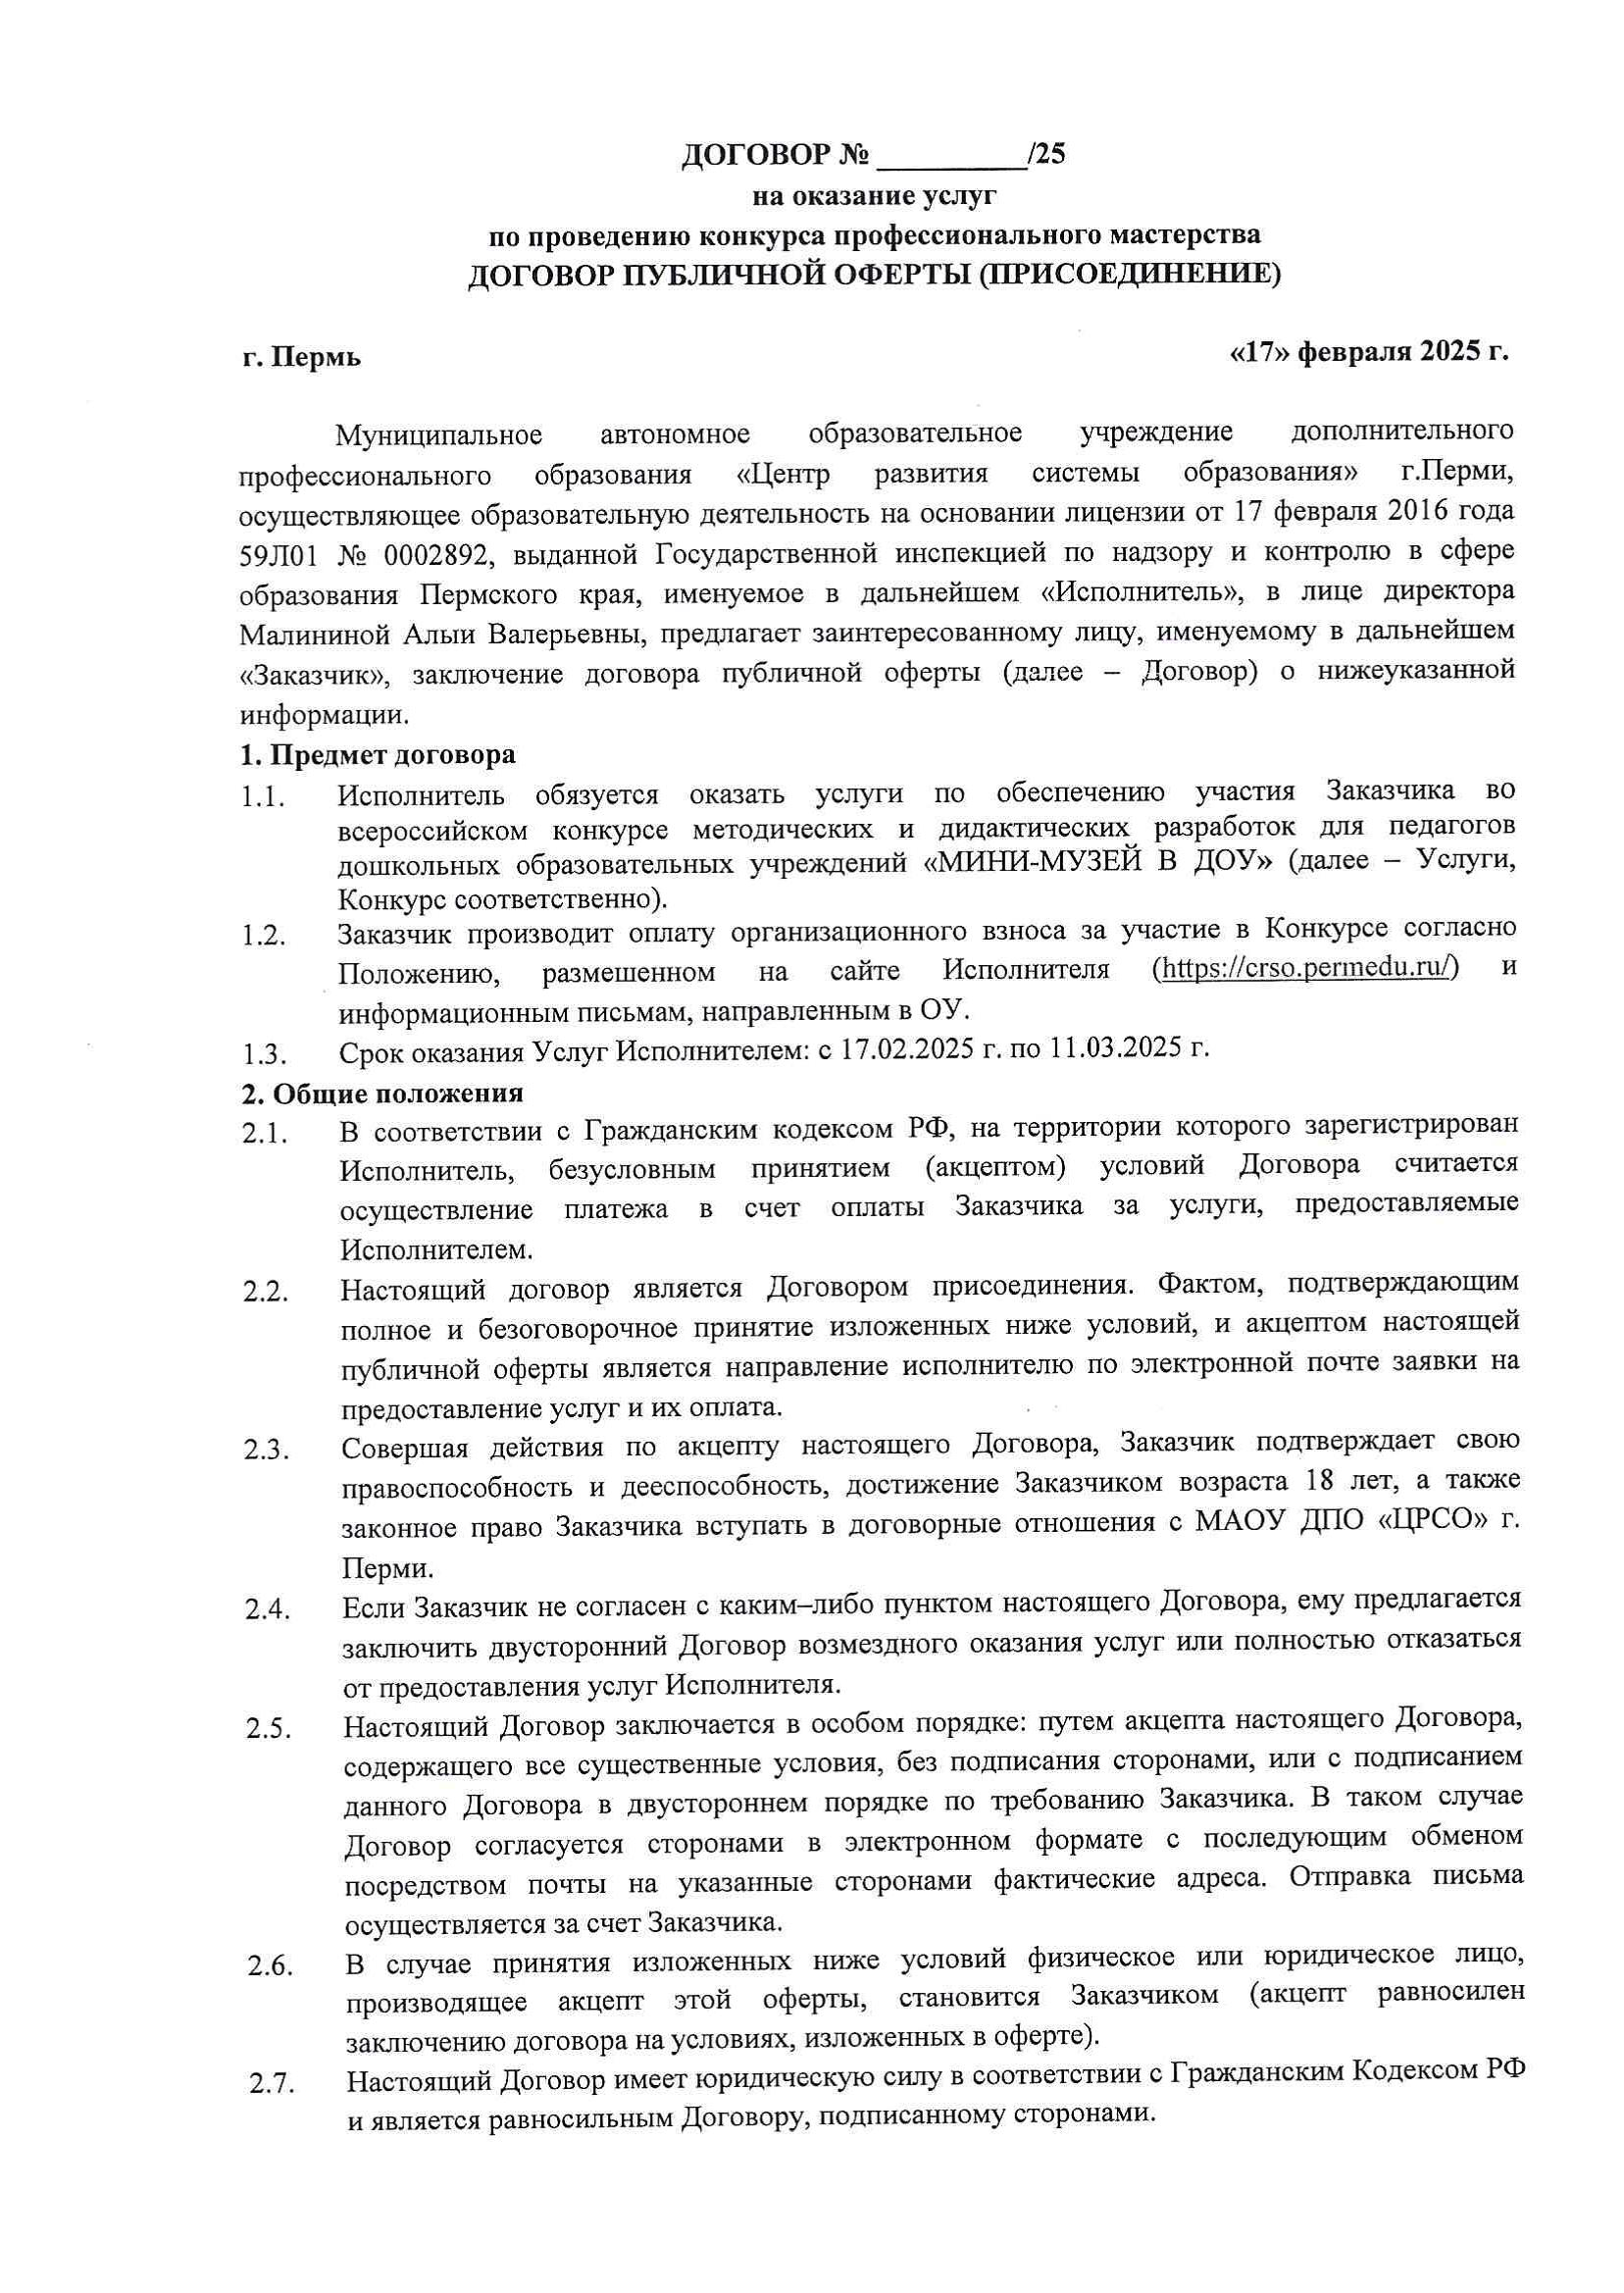 ДОГОВОР № __________/25
на оказание услуг
по проведению конкурса профессионального мастерства
ДОГОВОР ПУБЛИЧНОЙ ОФЕРТЫ (ПРИСОЕДИНЕНИЕ)
г. Пермь «17» февраля 2025 г.
Муниципальное автономное образовательное учреждение дополнительного
профессионального образования «Центр развития системы образования» г.Перми,
осуществляющее образовательную деятельность на основании лицензии от 17 февраля 2016 года
59Л01 № 0002892, выданной Государственной инспекцией по надзору и контролю в сфере
образования Пермского края, именуемое в дальнейшем «Исполнитель», в лице директора
Малининой Алыи Валерьевны, предлагает заинтересованному лицу, именуемому в дальнейшем
«Заказчик», заключение договора публичной оферты (далее – Договор) о нижеуказанной
информации.
1. Предмет договора
1.1. Исполнитель обязуется оказать услуги по обеспечению участия Заказчика во
всероссийском конкурсе методических и дидактических разработок для педагогов
дошкольных образовательных учреждений «МИНИ-МУЗЕЙ В ДОУ» (далее – Услуги,
Конкурс соответственно).
1.2. Заказчик производит оплату организационного взноса за участие в Конкурсе согласно
Положению, размешенном на сайте Исполнителя (https://crso.permedu.ru/) и
информационным письмам, направленным в ОУ.
1.3. Срок оказания Услуг Исполнителем: с 17.02.2025 г. по 11.03.2025 г.
2. Общие положения
2.1. В соответствии с Гражданским кодексом РФ, на территории которого зарегистрирован
Исполнитель, безусловным принятием (акцептом) условий Договора считается
осуществление платежа в счет оплаты Заказчика за услуги, предоставляемые
Исполнителем.
2.2. Настоящий договор является Договором присоединения. Фактом, подтверждающим
полное и безоговорочное принятие изложенных ниже условий, и акцептом настоящей
публичной оферты является направление исполнителю по электронной почте заявки на
предоставление услуг и их оплата.
2.3. Совершая действия по акцепту настоящего Договора, Заказчик подтверждает свою
правоспособность и дееспособность, достижение Заказчиком возраста 18 лет, а также
законное право Заказчика вступать в договорные отношения с МАОУ ДПО «ЦРСО» г.
Перми.
2.4. Если Заказчик не согласен с каким–либо пунктом настоящего Договора, ему предлагается
заключить двусторонний Договор возмездного оказания услуг или полностью отказаться
от предоставления услуг Исполнителя.
2.5. Настоящий Договор заключается в особом порядке: путем акцепта настоящего Договора,
содержащего все существенные условия, без подписания сторонами, или с подписанием
данного Договора в двустороннем порядке по требованию Заказчика. В таком случае
Договор согласуется сторонами в электронном формате с последующим обменом
посредством почты на указанные сторонами фактические адреса. Отправка письма
осуществляется за счет Заказчика.
2.6. В случае принятия изложенных ниже условий физическое или юридическое лицо,
производящее акцепт этой оферты, становится Заказчиком (акцепт равносилен
заключению договора на условиях, изложенных в оферте).
2.7. Настоящий Договор имеет юридическую силу в соответствии с Гражданским Кодексом РФ
и является равносильным Договору, подписанному сторонами.